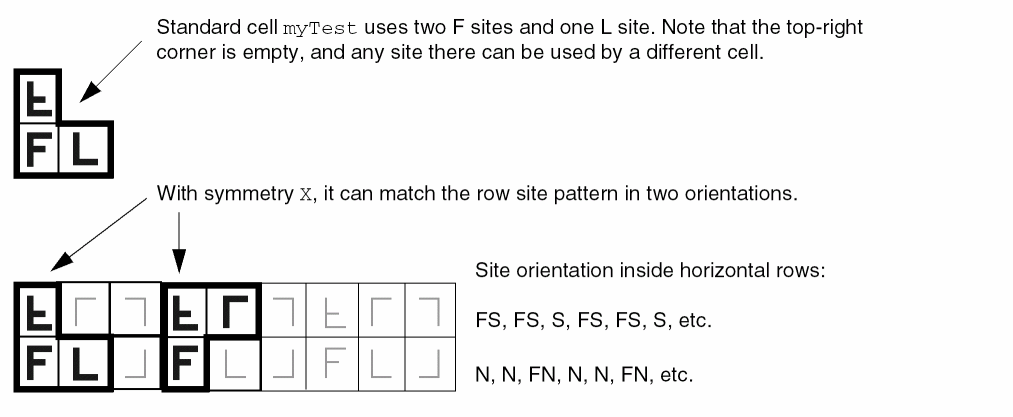 Standard cell myTest uses two F sites and one L site. Note that the top-right
corner is empty, and any site there can be used by a different cell.
F
F L
With symmetry X, it can match the row site pattern in two orientations.
Site orientation inside horizontal rows:
F L L F L L F L L
FS, FS, S, FS, FS, S, etc.
F L L F L L F L L
N, N, FN, N, N, FN, etc.